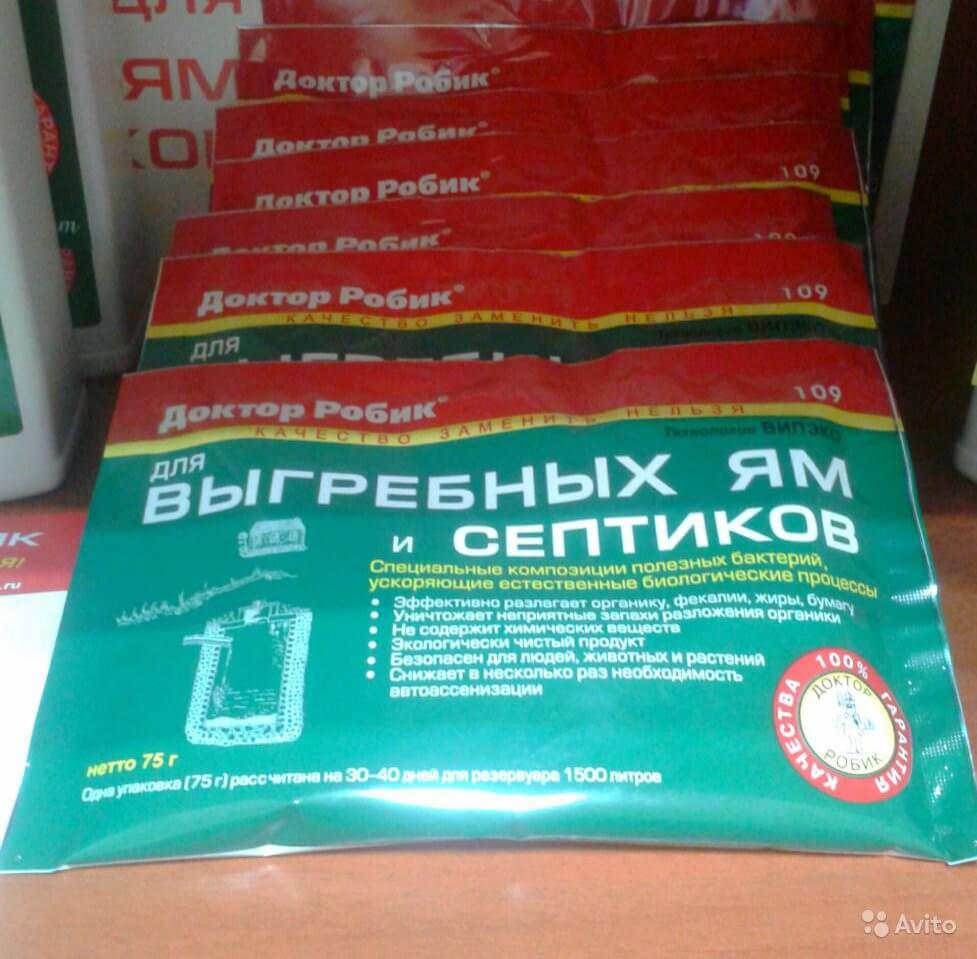 ДЛЯ
ЯМ
Доктор Робик®
Доктор Робик®
Доктор Робик®
109
Доктор Робик®
109
Доктор Робик®
109
КАЧЕСТВО ЗАМЕНИТЬ НЕЛЬЗЯ
Технологии ВИПЭКО
ДЛЯ
Доктор Робик®
109
КАЧЕСТВО ЗАМЕНИТЬ НЕЛЬЗЯ
Технологии ВИПЭКО
ДЛЯ
ВЫГРЕБНЫХ ЯМ
и СЕПТИКОВ
Специальные композиции полезных бактерий,
ускоряющие естественные биологические процессы
• Эффективно разлагает органику, фекалии, жиры, бумагу
• Уничтожает неприятные запахи разложения органики
• Не содержит химических веществ
• Экологически чистый продукт
• Безопасен для людей, животных и растений
• Снижает в несколько раз необходимость
автоассенизации
100% ГАРАНТИЯ КАЧЕСТВА
ДОКТОР
РОБИК
нетто 75 г
Одна упаковка (75 г) рассчитана на 30–40 дней для резервуара 1500 литров
.ru
Avito